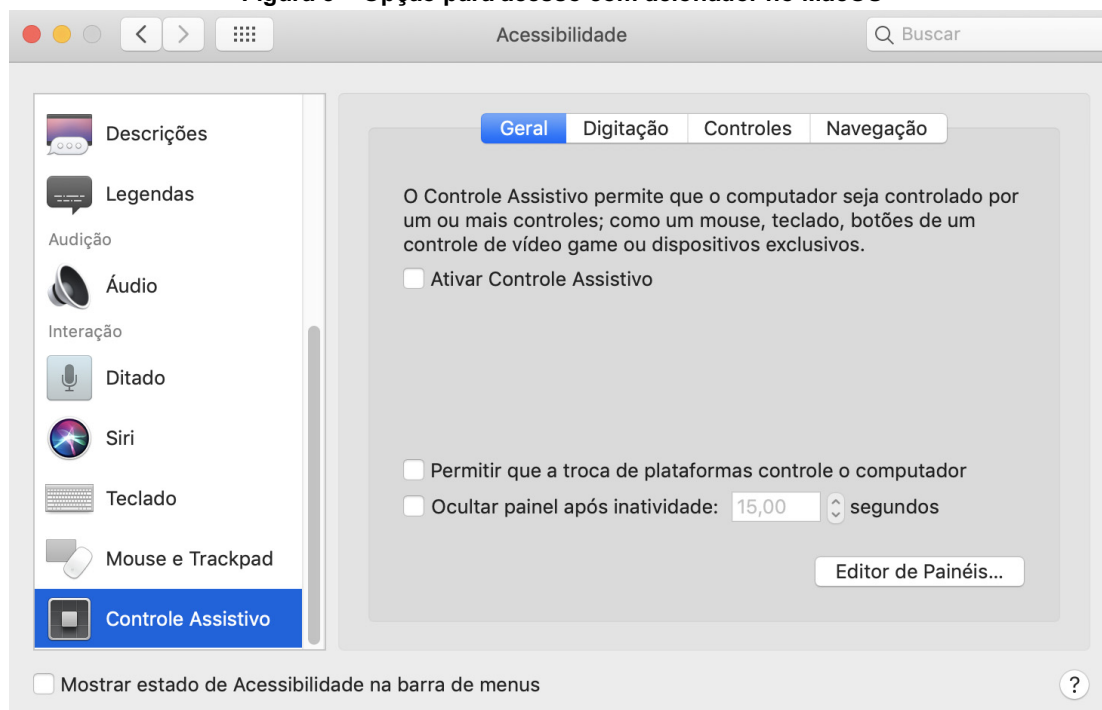 Acessibilidade
Buscar
Descrições
Legendas
Audição
Áudio
Interação
Ditado
Siri
Teclado
Mouse e Trackpad
Controle Assistivo
Geral
Digitação
Controles
Navegação
O Controle Assistivo permite que o computador seja controlado por
um ou mais controles; como um mouse, teclado, botões de um
controle de vídeo game ou dispositivos exclusivos.
Ativar Controle Assistivo
Permitir que a troca de plataformas controle o computador
Ocultar painel após inatividade: 15,00 segundos
Editor de Painéis...
Mostrar estado de Acessibilidade na barra de menus
?